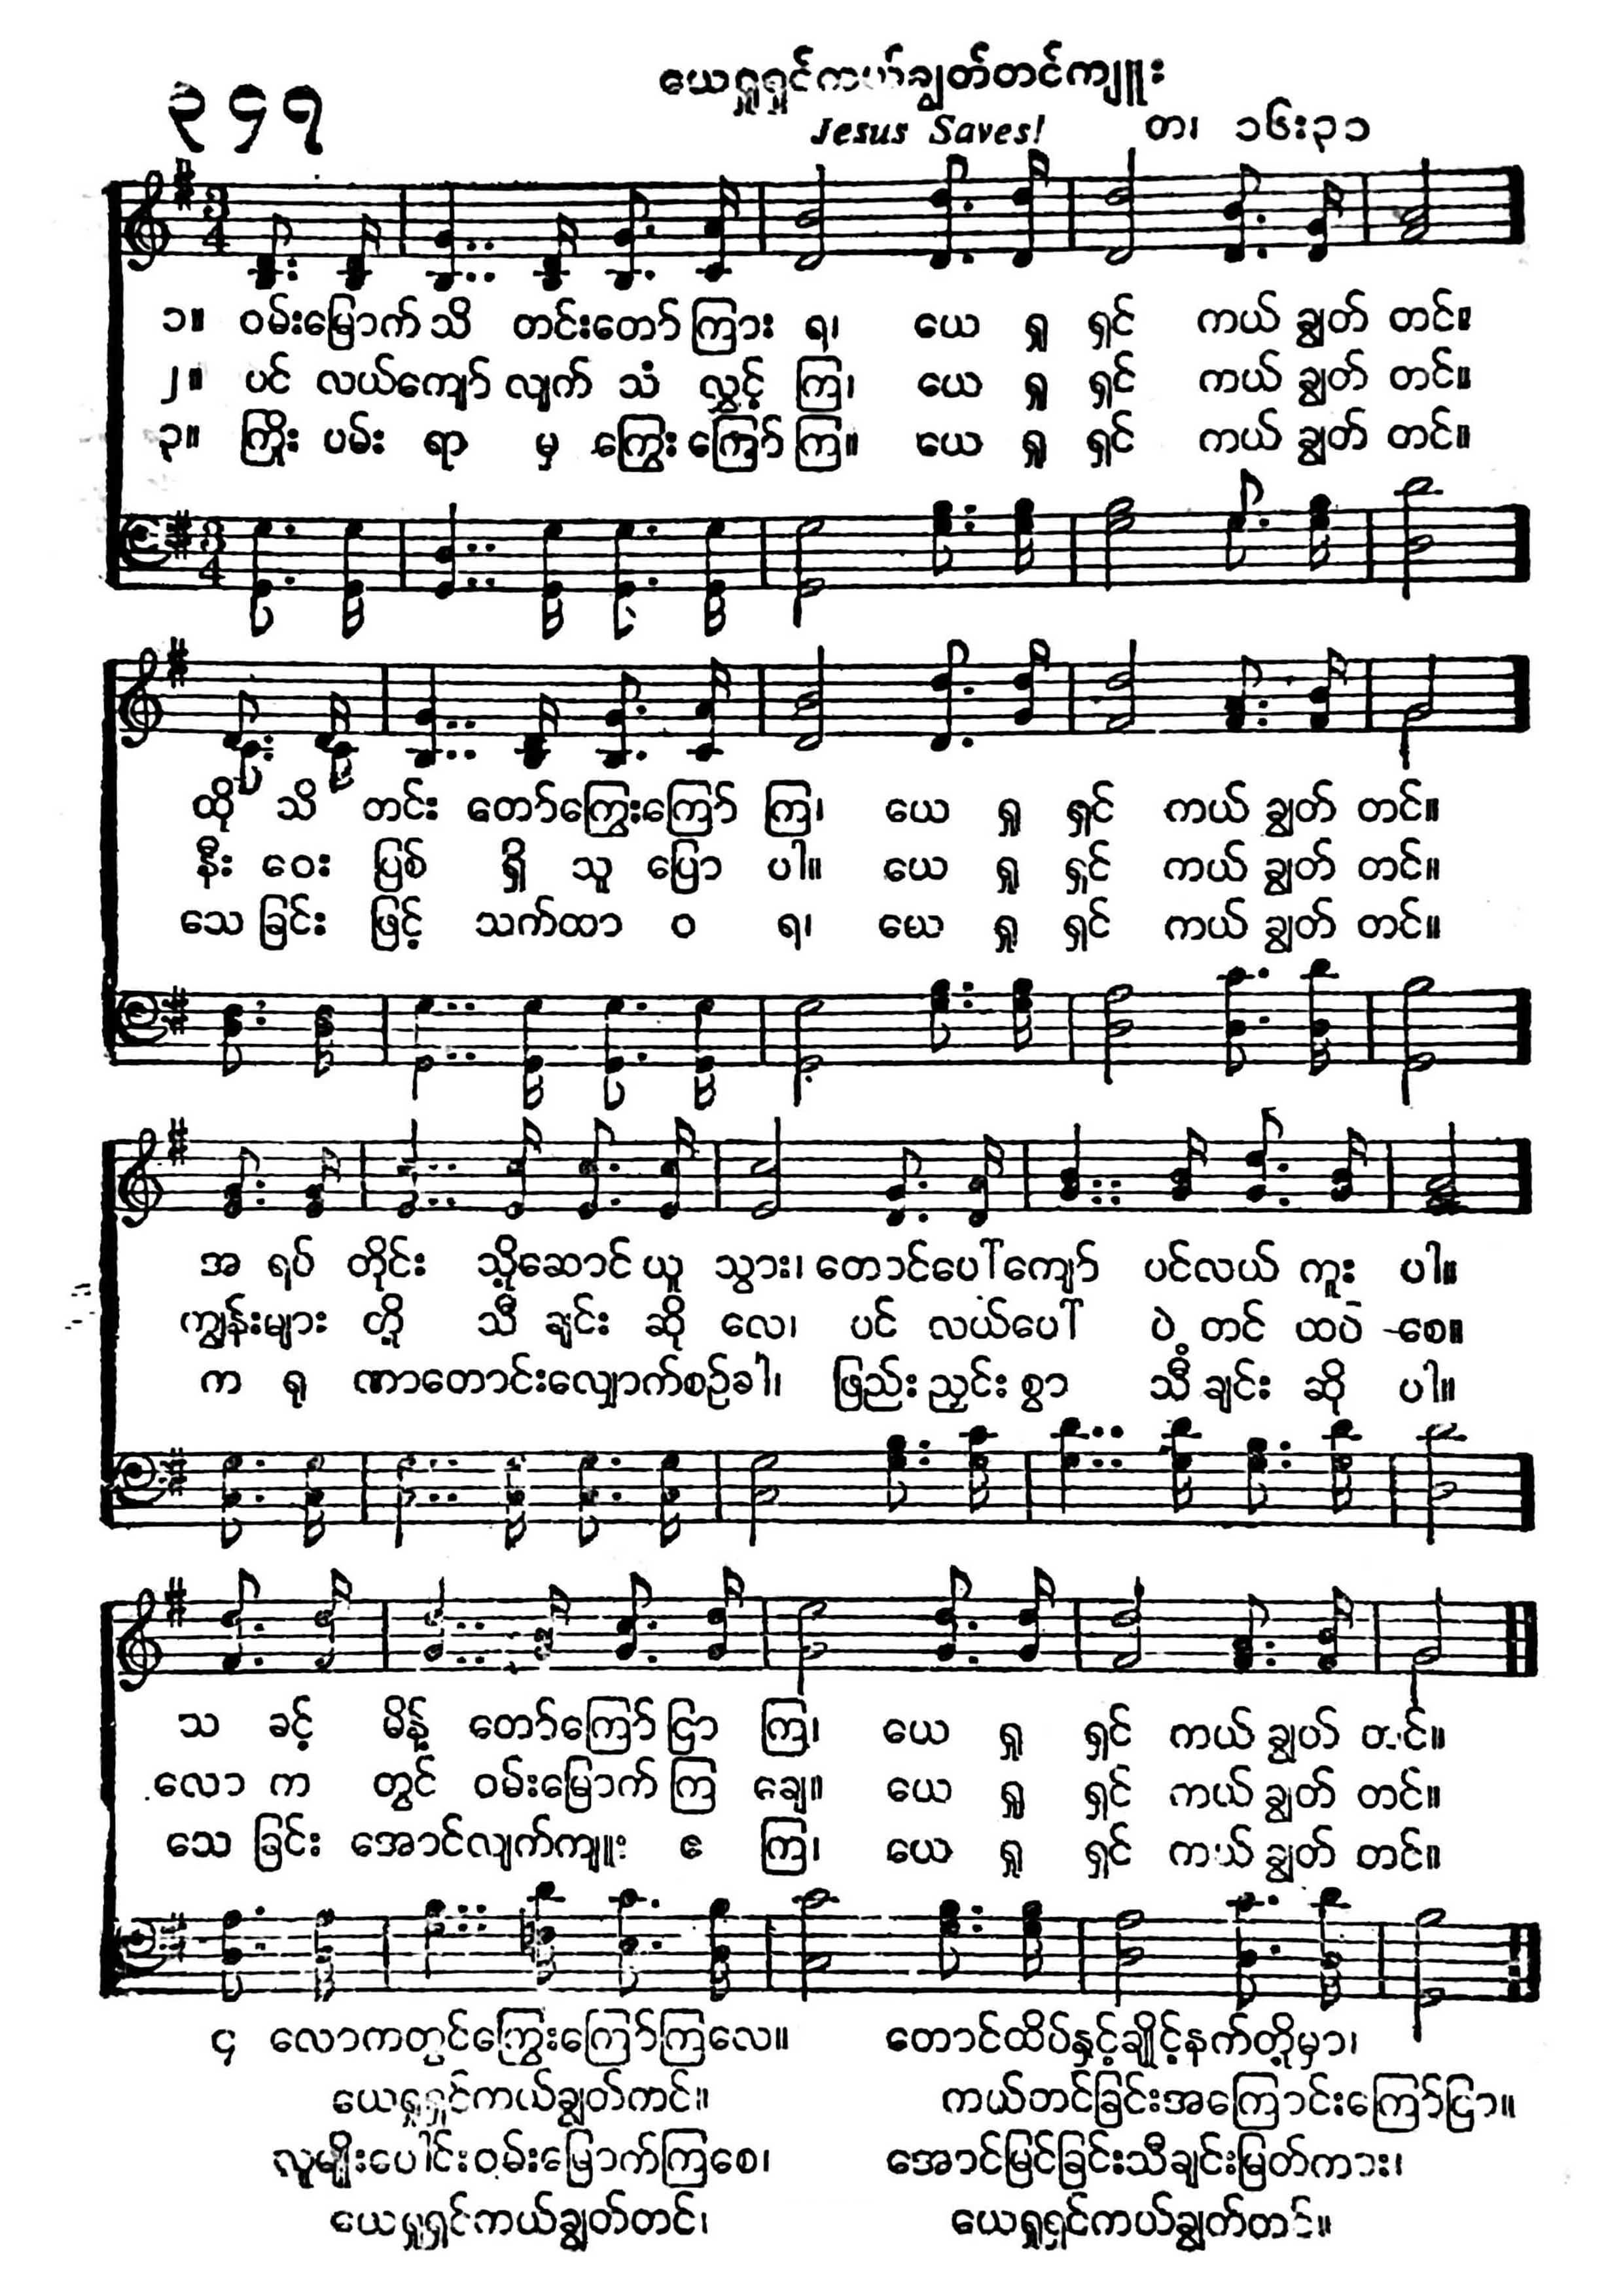 ၃၄၇
ယေရှုရှင်ကယ်ချွတ်တင်ကျူး
Jesus Saves!
တ၊ ၁၆း၃၁
3 4
၁။ ဝမ်းမြောက် သိ တင်းတော် ကြား ရ၊ ယေ ရှု ရှင် ကယ် ချွတ် တင်။
၂။ ပင် လယ်ကျော် လျက် သံ လွှင့် ကြ၊ ယေ ရှု ရှင် ကယ် ချွတ် တင်။
၃။ ကြိုး ပမ်း ရာ မှ ကြွေး ကြော် ကြ။ ယေ ရှု ရှင် ကယ် ချွတ် တင်။
3 4
ထို သိ တင်း တော်ကြွေးကြော် ကြ၊ ယေ ရှု ရှင် ကယ် ချွတ် တင်။
နီး ဝေး ပြစ် ရှိ သူ ပြော ပါ။ ယေ ရှု ရှင် ကယ် ချွတ် တင်။
သေ ခြင်း ဖြင့် သက်ထာ ဝ ရ၊ ယေ ရှု ရှင် ကယ် ချွတ် တင်။
အ ရပ် တိုင်း သို့ဆောင် ယူ သွား၊ တောင်ပေါ်ကျော် ပင်လယ် ကူး ပါ။
ကျွန်းများ တို့ သီ ချင်း ဆို လေ၊ ပင် လယ်ပေါ် ပဲ့ တင် ထပ် စေ။
က ရု ဏာတောင်းလျှောက်စဉ်ခါ၊ ဖြည်း ညှင်း စွာ သီ ချင်း ဆို ပါ။
သ ခင့် မိန့် တော်ကြော် ငြာ ကြ၊ ယေ ရှု ရှင် ကယ် ချွတ် တင်။
လော က တွင် ဝမ်းမြောက် ကြ ချေ။ ယေ ရှု ရှင် ကယ် ချွတ် တင်။
သေ ခြင်း အောင်လျက်ကျူး ဧ ကြ၊ ယေ ရှု ရှင် ကယ် ချွတ် တင်။
၄ လောကတွင်ကြွေးကြော်ကြလေ။ တောင်ထိပ်နှင့်ချိုင့်နက်တို့မှာ၊
ယေရှုရှင်ကယ်ချွတ်တင်။ ကယ်တင်ခြင်းအကြောင်းကြော်ငြာ။
လူမျိုးပေါင်းဝမ်းမြောက်ကြစေ၊ အောင်မြင်ခြင်းသီချင်းမြတ်ကား၊
ယေရှုရှင်ကယ်ချွတ်တင်၊ ယေရှုရှင်ကယ်ချွတ်တင်။